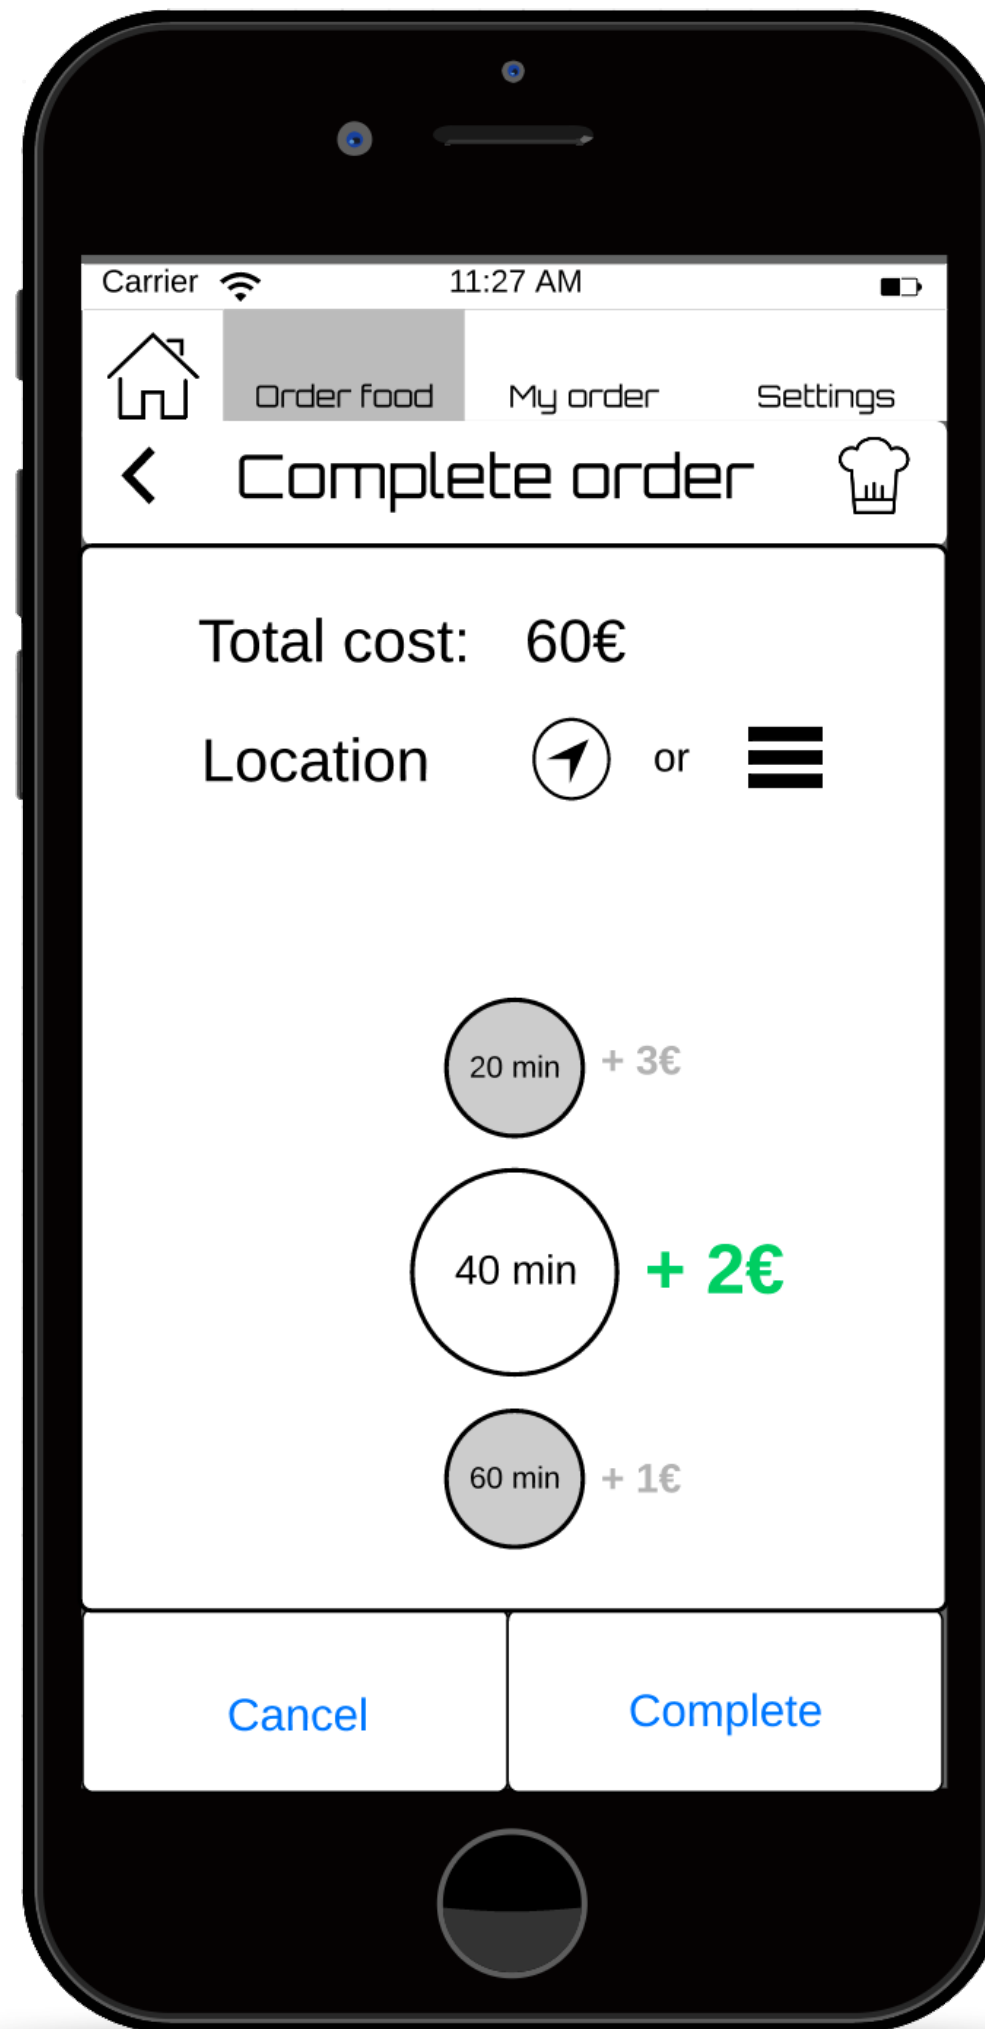 Carrier 11:27 AM
Order food My order Settings
Complete order
Total cost: 60€
Location or
20 min + 3€
40 min + 2€
60 min + 1€
Cancel Complete